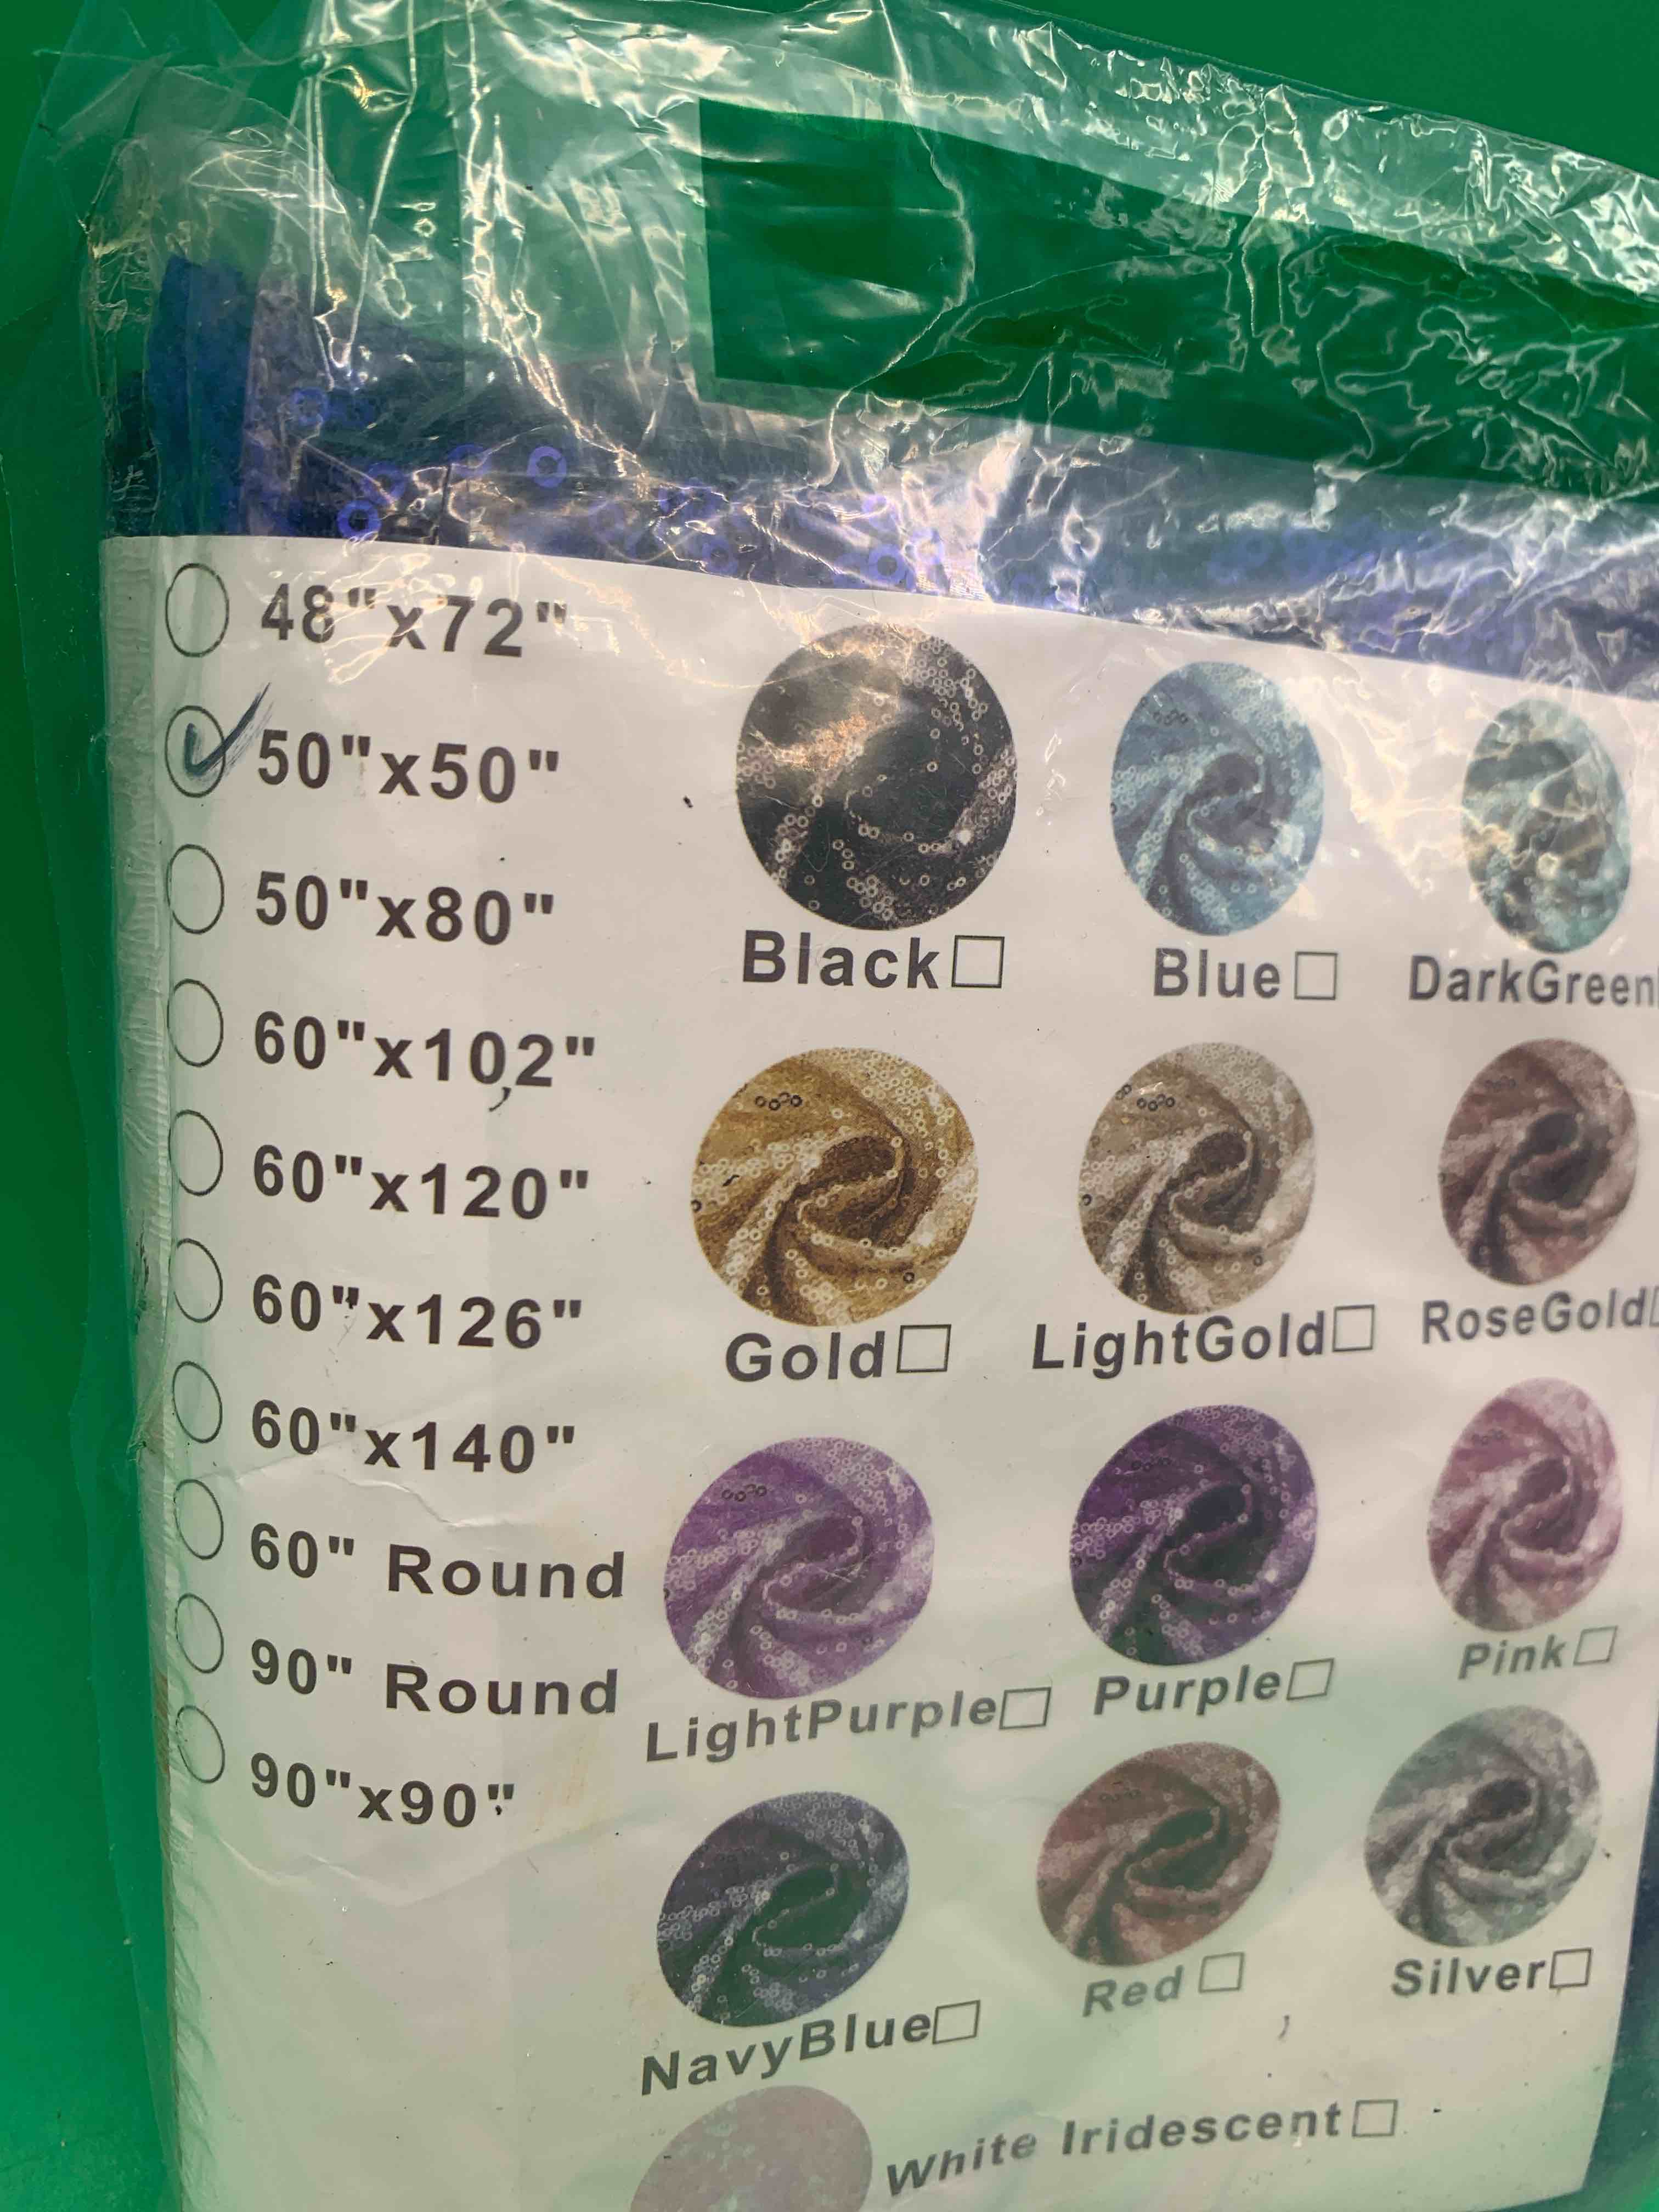 48"x72"
50"x50"
50"x80"
60"x102"
60"x120"
60"x126"
60"x140"
60" Round
90" Round
90"x90"
Black Blue DarkGreen
Gold LightGold RoseGold
LightPurple Purple Pink
NavyBlue Red Silver
White Iridescent